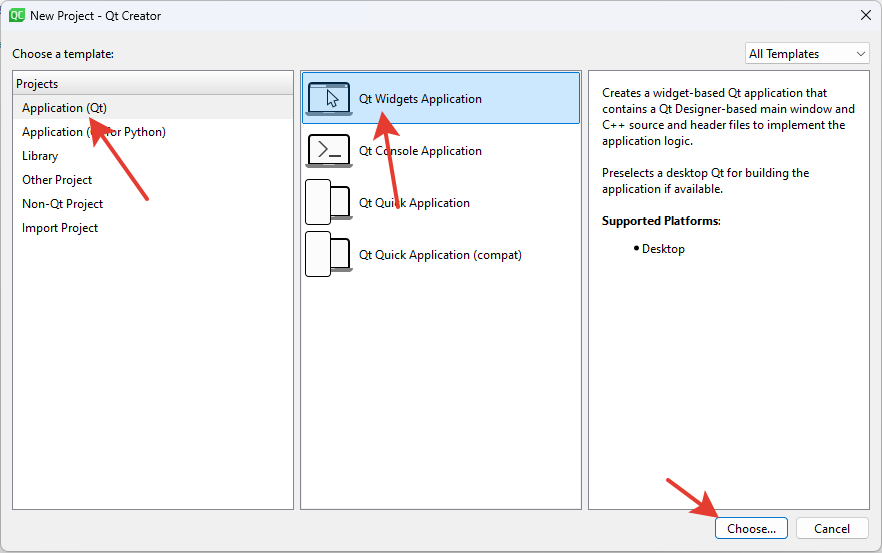 QC New Project - Qt Creator
Choose a template:
All Templates
Projects
Application (Qt)
Application ( for Python)
Library
Other Project
Non-Qt Project
Import Project
Qt Widgets Application
Qt Console Application
Qt Quick Application
Qt Quick Application (compat)
Creates a widget-based Qt application that
contains a Qt Designer-based main window and
C++ source and header files to implement the
application logic.
Preselects a desktop Qt for building the
application if available.
Supported Platforms:
• Desktop
Choose...
Cancel